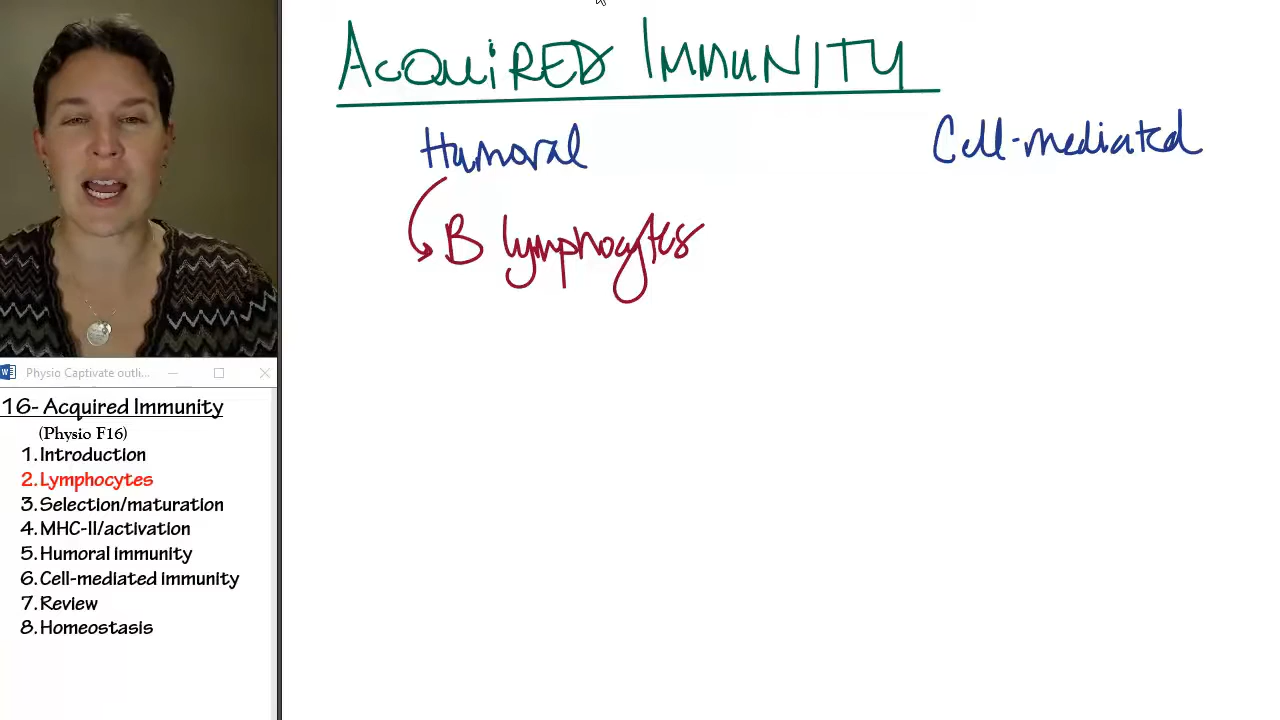 ACQUIRED IMMUNITY
Humoral
Cell-mediated
B lymphocytes
Physio Captivate outli...
16- Acquired Immunity
(Physio F16)
1. Introduction
2. Lymphocytes
3. Selection/maturation
4. MHC-II/activation
5. Humoral immunity
6. Cell-mediated immunity
7. Review
8. Homeostasis